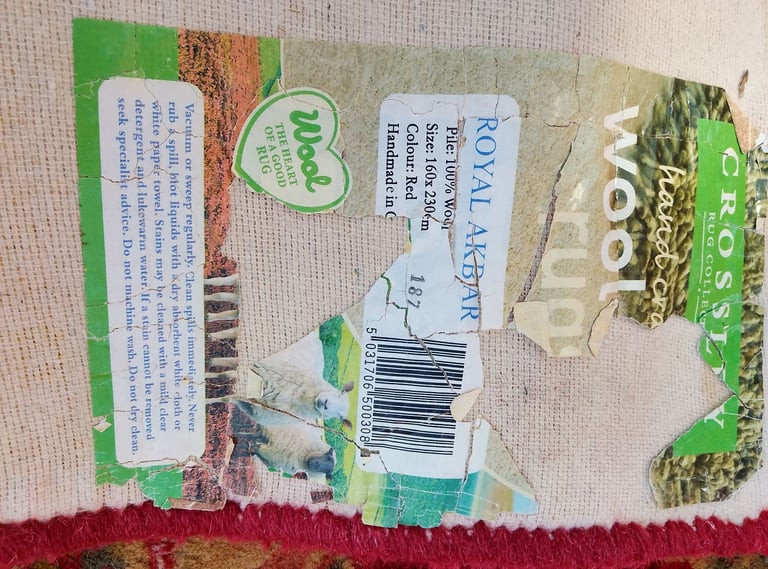 CROSSLEY
RUG COLLE
hand cra
wool
rug
ROYAL AKBAR
Pile: 100% Wool
Size: 160x 230cm
Colour: Red
Handmade in C
187
5 031706 500308
Wool
THE HEART
OF A GOOD
RUG
Vacuum or sweep regularly. Clean spills immediately. Never
rub a spill, blot liquids with a dry absorbent white cloth or
white paper towel. Stains may be cleaned with a mild clear
detergent and lukewarm water. If a stain cannot be removed
seek specialist advice. Do not machine wash. Do not dry clean.